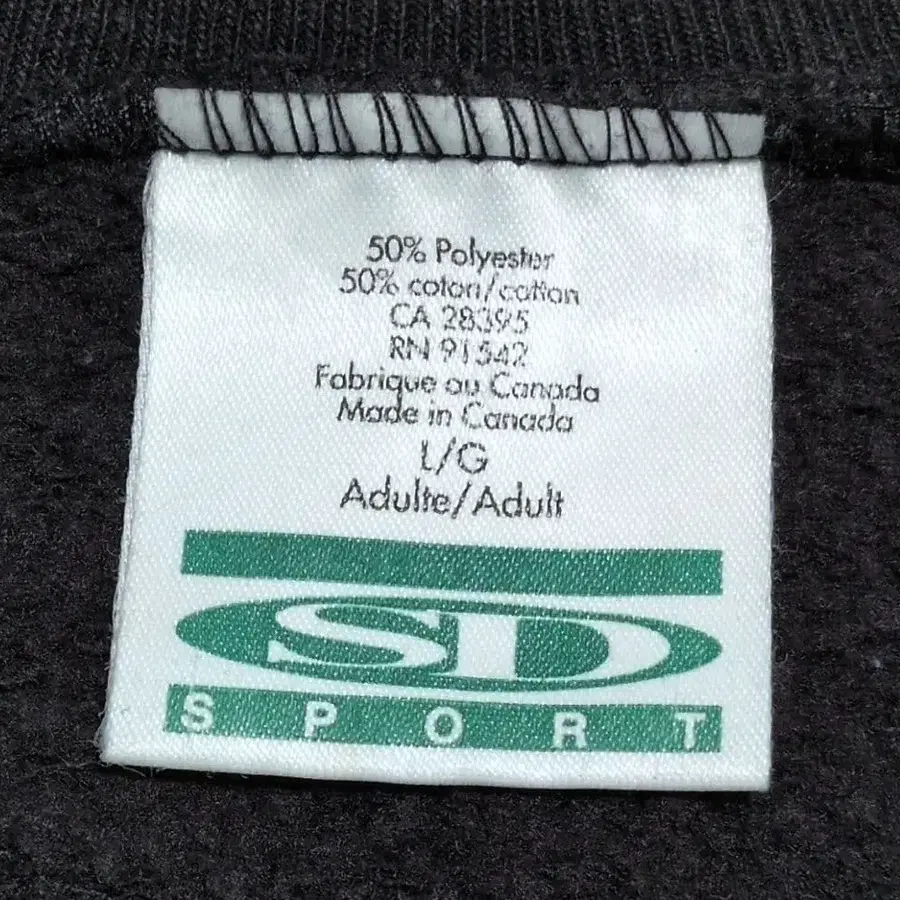 50% Polyester
50% coton/cotton
CA 28395
RN 91542
Fabrique au Canada
Made in Canada
L/G
Adulte/Adult
SD
SPORT